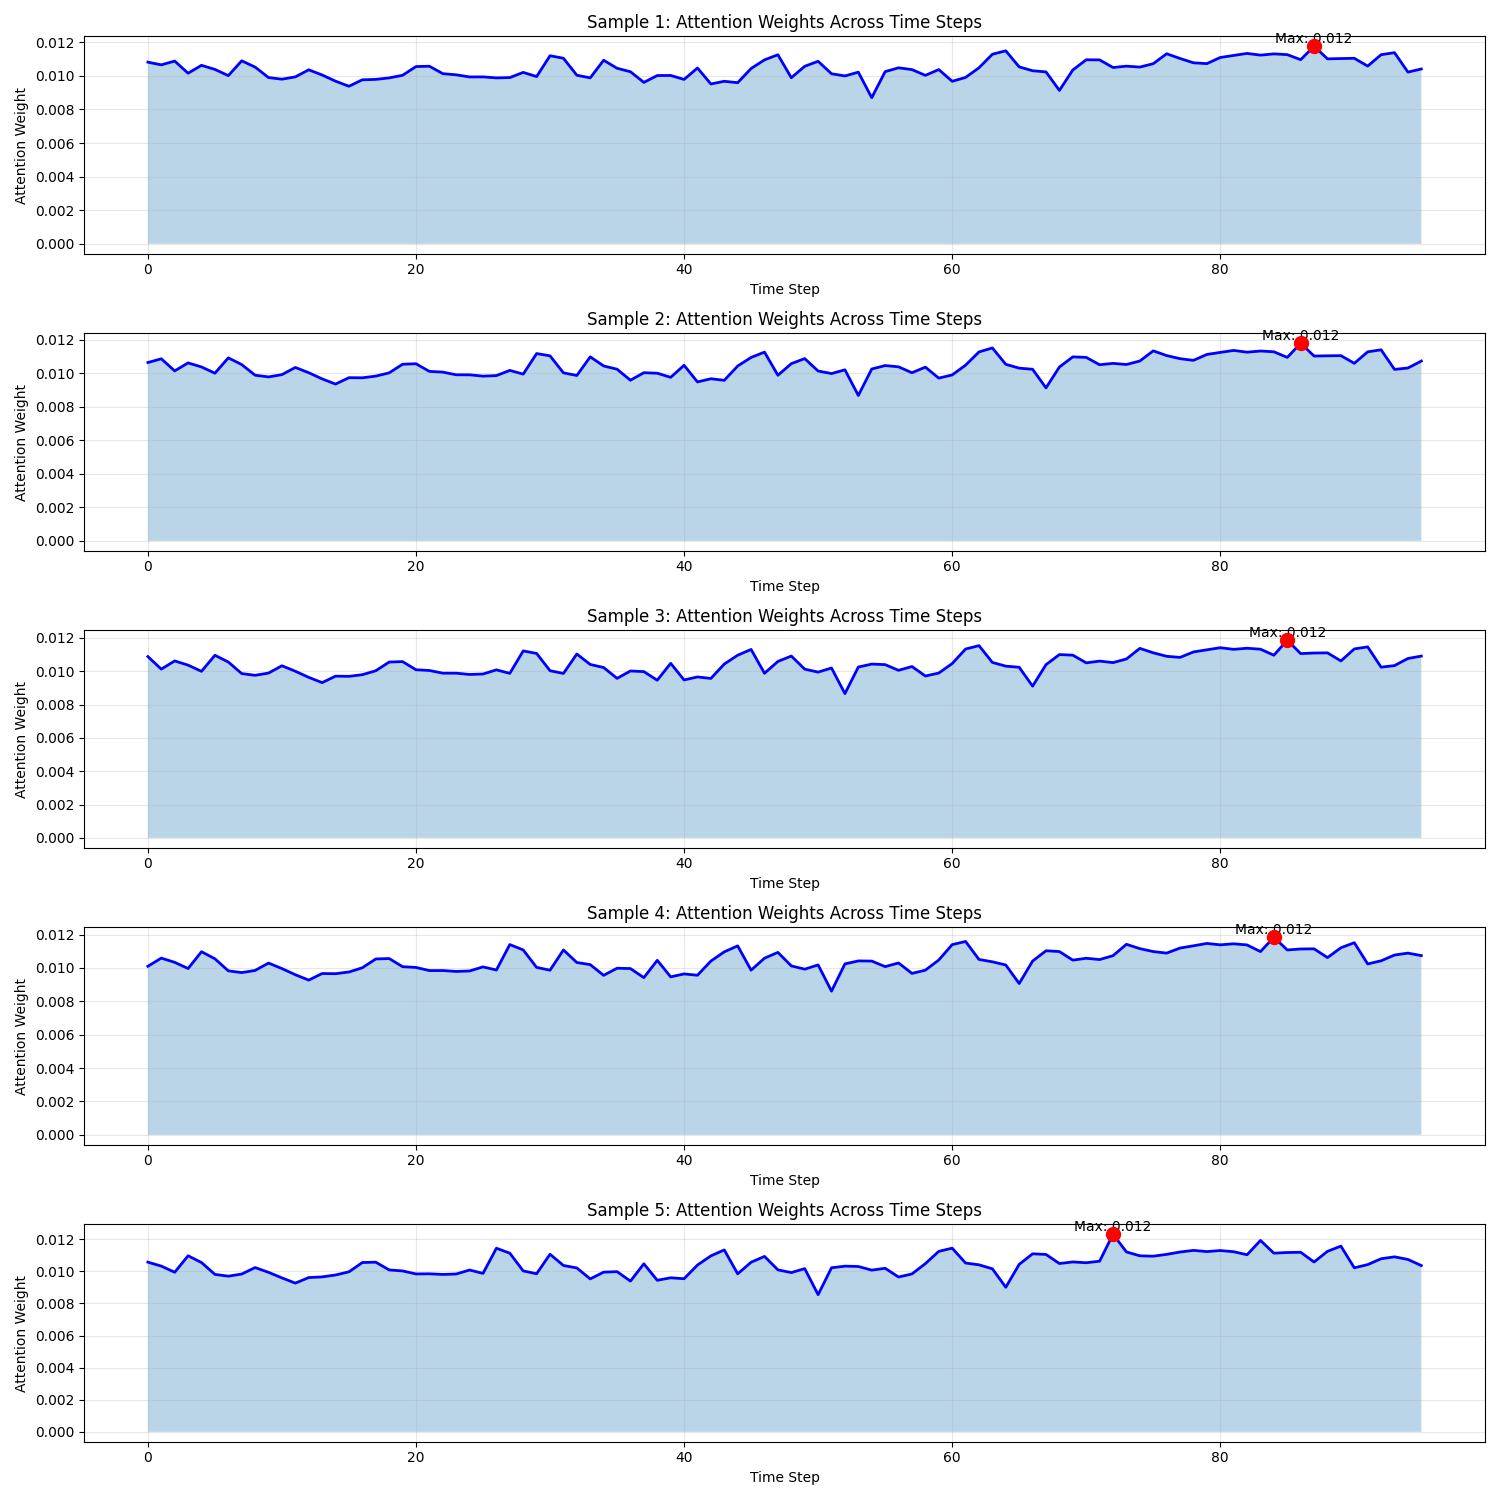 Sample 1: Attention Weights Across Time Steps
Max: 0.012
0.012
0.010
0.008
0.006
0.004
0.002
0.000
Attention Weight
0 20 40 60 80
Time Step
Sample 2: Attention Weights Across Time Steps
Max: 0.012
0.012
0.010
0.008
0.006
0.004
0.002
0.000
Attention Weight
0 20 40 60 80
Time Step
Sample 3: Attention Weights Across Time Steps
Max: 0.012
0.012
0.010
0.008
0.006
0.004
0.002
0.000
Attention Weight
0 20 40 60 80
Time Step
Sample 4: Attention Weights Across Time Steps
Max: 0.012
0.012
0.010
0.008
0.006
0.004
0.002
0.000
Attention Weight
0 20 40 60 80
Time Step
Sample 5: Attention Weights Across Time Steps
Max: 0.012
0.012
0.010
0.008
0.006
0.004
0.002
0.000
Attention Weight
0 20 40 60 80
Time Step